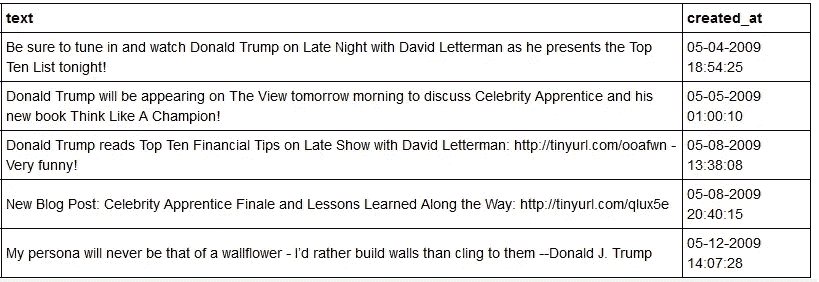 text created_at
Be sure to tune in and watch Donald Trump on Late Night with David Letterman as he presents the Top
Ten List tonight!
05-04-2009
18:54:25
Donald Trump will be appearing on The View tomorrow morning to discuss Celebrity Apprentice and his
new book Think Like A Champion!
05-05-2009
01:00:10
Donald Trump reads Top Ten Financial Tips on Late Show with David Letterman: http://tinyurl.com/ooafwn -
Very funny!
05-08-2009
13:38:08
New Blog Post: Celebrity Apprentice Finale and Lessons Learned Along the Way: http://tinyurl.com/qlux5e
05-08-2009
20:40:15
My persona will never be that of a wallflower - I’d rather build walls than cling to them --Donald J. Trump
05-12-2009
14:07:28